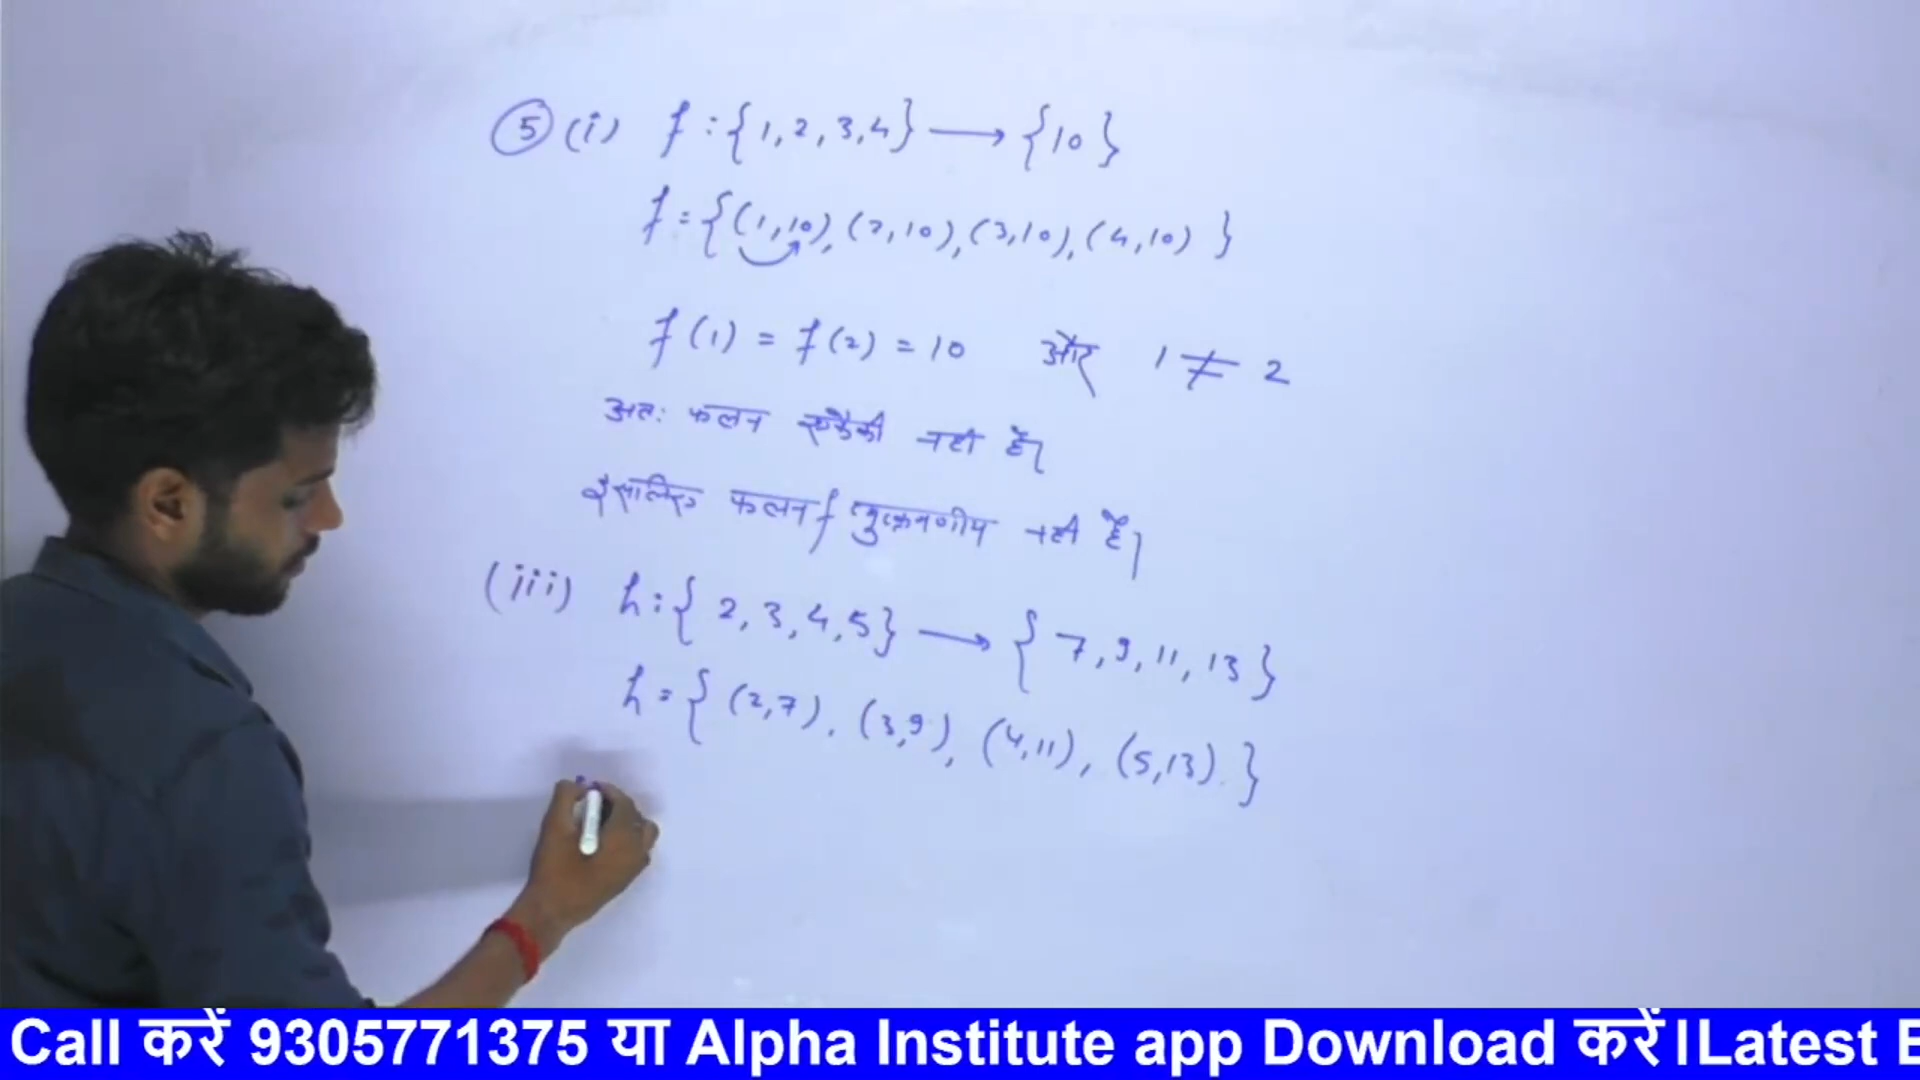 5 (i) f : {1, 2, 3, 4} ⟶ {10}
f = {(1, 10), (2, 10), (3, 10), (4, 10) }
f (1) = f (2) = 10 और 1 ≠ 2
अतः फलन एकैकी नही है।
इसलिए फलन f व्युत्क्रमणीय नही है।
(iii) h : { 2, 3, 4, 5} ⟶ { 7, 9, 11, 13 }
h = { (2,7), (3,9), (4,11), (5,13). }
Call करें 9305771375 या Alpha Institute app Download करें।Latest E